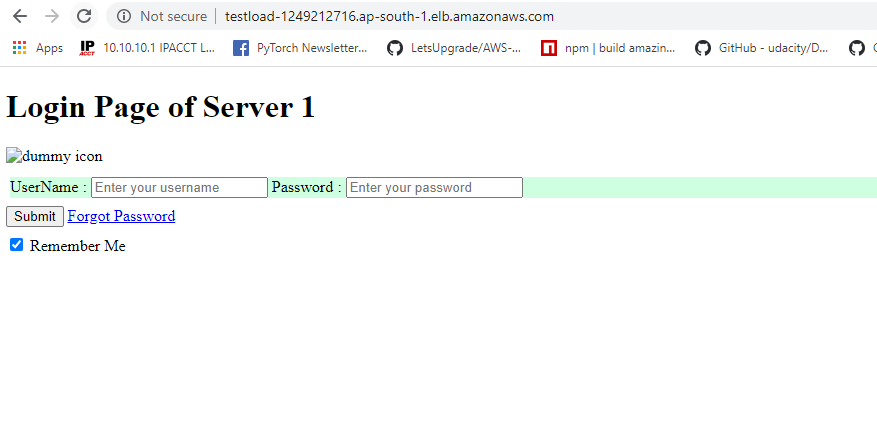 Not secure | testload-1249212716.ap-south-1.elb.amazonaws.com
Apps IP ACCT 10.10.10.1 IPACCT L... PyTorch Newsletter... LetsUpgrade/AWS-... npm | build amazin... GitHub - udacity/D...
Login Page of Server 1
dummy icon
UserName : Enter your username Password : Enter your password
Submit Forgot Password
Remember Me